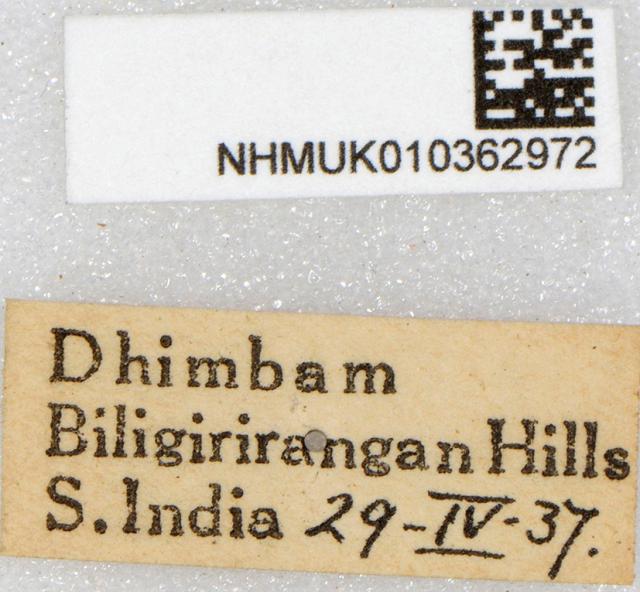 NHMUK010362972
Dhimbam
Biligirirangan Hills
S. India 29-IV-37.